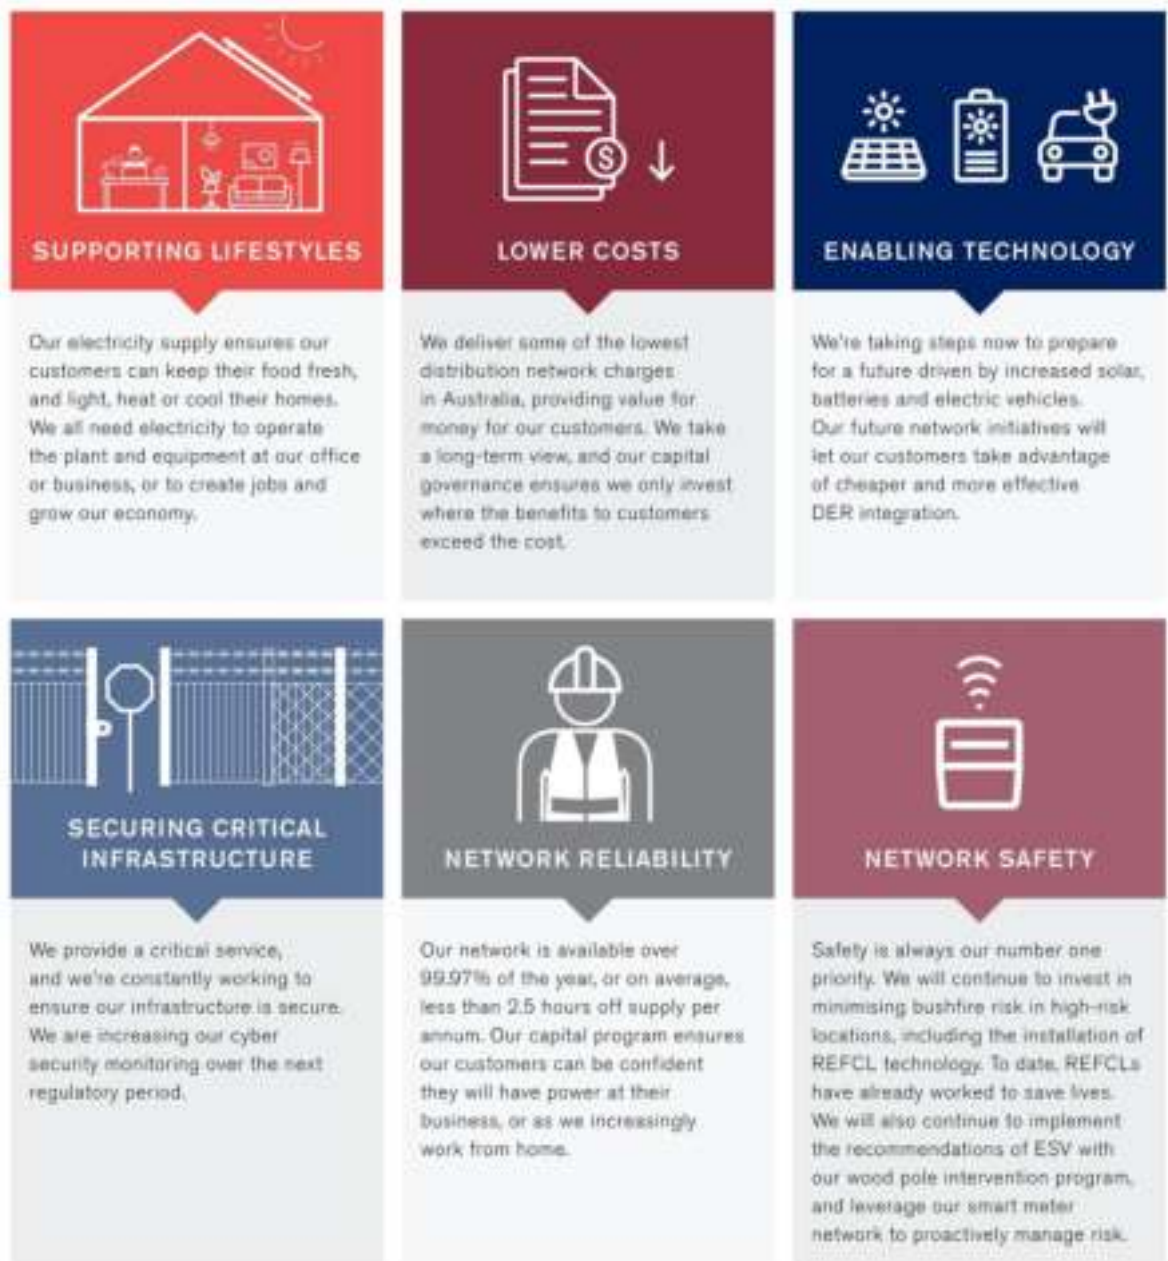 SUPPORTING LIFESTYLES
Our electricity supply ensures our
customers can keep their food fresh,
and light, heat or cool their homes.
We all need electricity to operate
the plant and equipment at our office
or business, or to create jobs and
grow our economy.
$
LOWER COSTS
We deliver some of the lowest
distribution network charges
in Australia, providing value for
money for our customers. We take
a long-term view, and our capital
governance ensures we only invest
where the benefits to customers
exceed the cost.
ENABLING TECHNOLOGY
We're taking steps now to prepare
for a future driven by increased solar,
batteries and electric vehicles.
Our future network initiatives will
let our customers take advantage
of cheaper and more effective
DER integration.
SECURING CRITICAL
INFRASTRUCTURE
We provide a critical service,
and we're constantly working to
ensure our infrastructure is secure.
We are increasing our cyber
security monitoring over the next
regulatory period.
NETWORK RELIABILITY
Our network is available over
99.97% of the year, or on average,
less than 2.5 hours off supply per
annum. Our capital program ensures
our customers can be confident
they will have power at their
business, or as we increasingly
work from home.
NETWORK SAFETY
Safety is always our number one
priority. We will continue to invest in
minimising bushfire risk in high-risk
locations, including the installation of
REFCL technology. To date, REFCLs
have already worked to save lives.
We will also continue to implement
the recommendations of ESV with
our wood pole intervention program,
and leverage our smart meter
network to proactively manage risk.